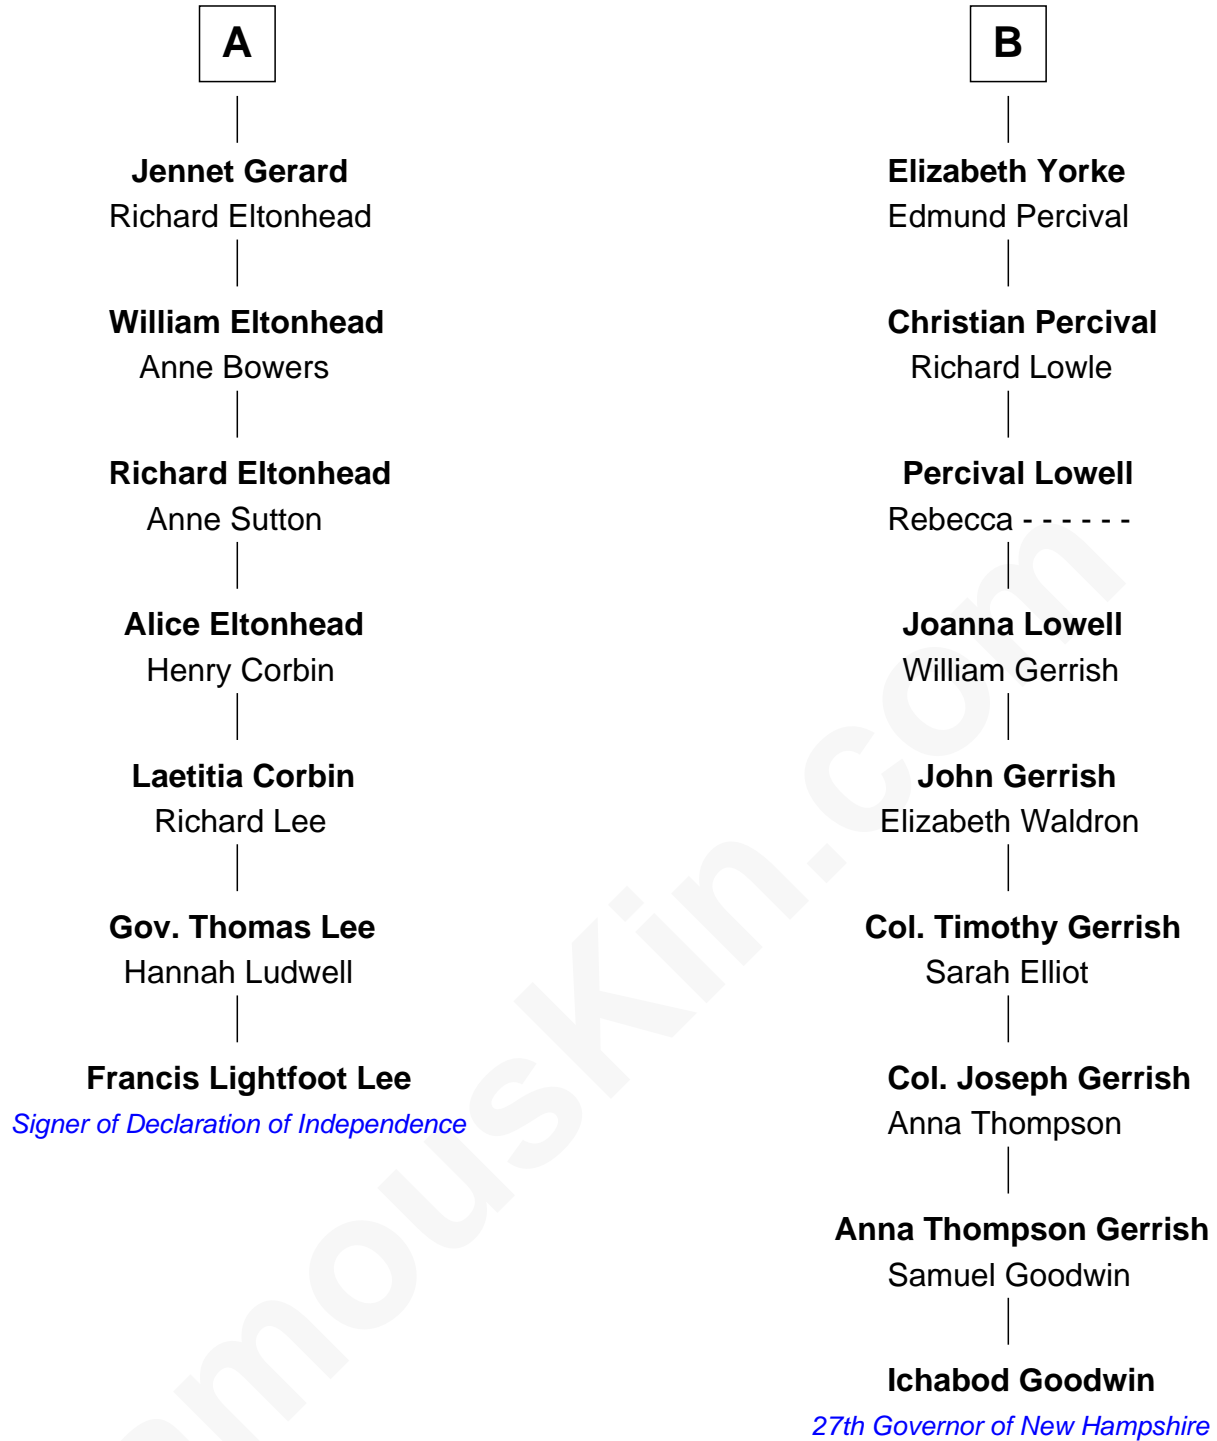 A
Jennet Gerard
Richard Eltonhead
William Eltonhead
Anne Bowers
Richard Eltonhead
Anne Sutton
Alice Eltonhead
Henry Corbin
Laetitia Corbin
Richard Lee
Gov. Thomas Lee
Hannah Ludwell
Francis Lightfoot Lee
Signer of Declaration of Independence
B
Elizabeth Yorke
Edmund Percival
Christian Percival
Richard Lowle
Percival Lowell
Rebecca - - - - - -
Joanna Lowell
William Gerrish
John Gerrish
Elizabeth Waldron
Col. Timothy Gerrish
Sarah Elliot
Col. Joseph Gerrish
Anna Thompson
Anna Thompson Gerrish
Samuel Goodwin
Ichabod Goodwin
27th Governor of New Hampshire
amouskin.com